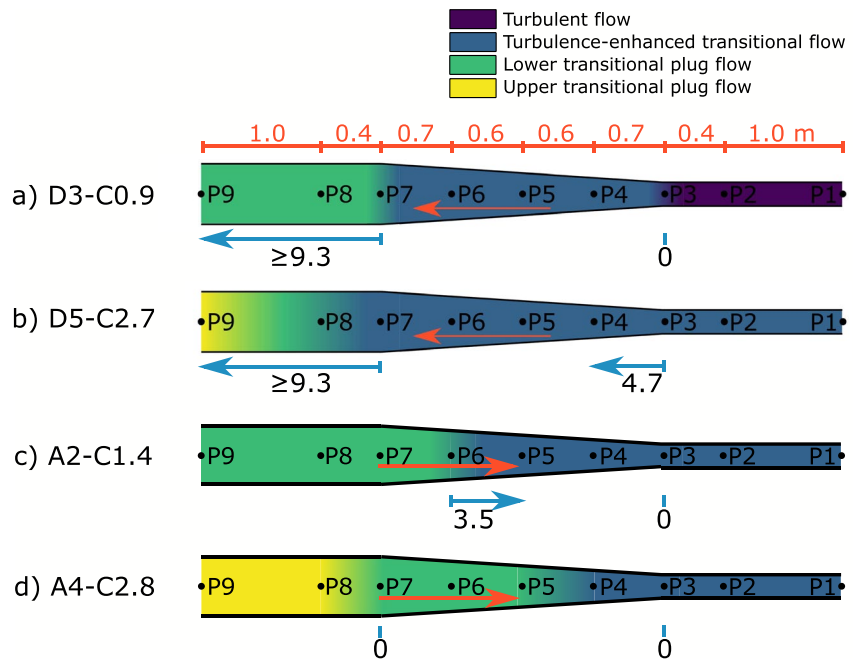 Turbulent flow
Turbulence-enhanced transitional flow
Lower transitional plug flow
Upper transitional plug flow
1.0 0.4 0.7 0.6 0.6 0.7 0.4 1.0 m
a) D3-C0.9 P9 P8 P7 P6 P5 P4 P3 P2 P1
≥9.3 0
b) D5-C2.7 P9 P8 P7 P6 P5 P4 P3 P2 P1
≥9.3 4.7
c) A2-C1.4 P9 P8 P7 P6 P5 P4 P3 P2 P1
3.5 0
d) A4-C2.8 P9 P8 P7 P6 P5 P4 P3 P2 P1
0 0